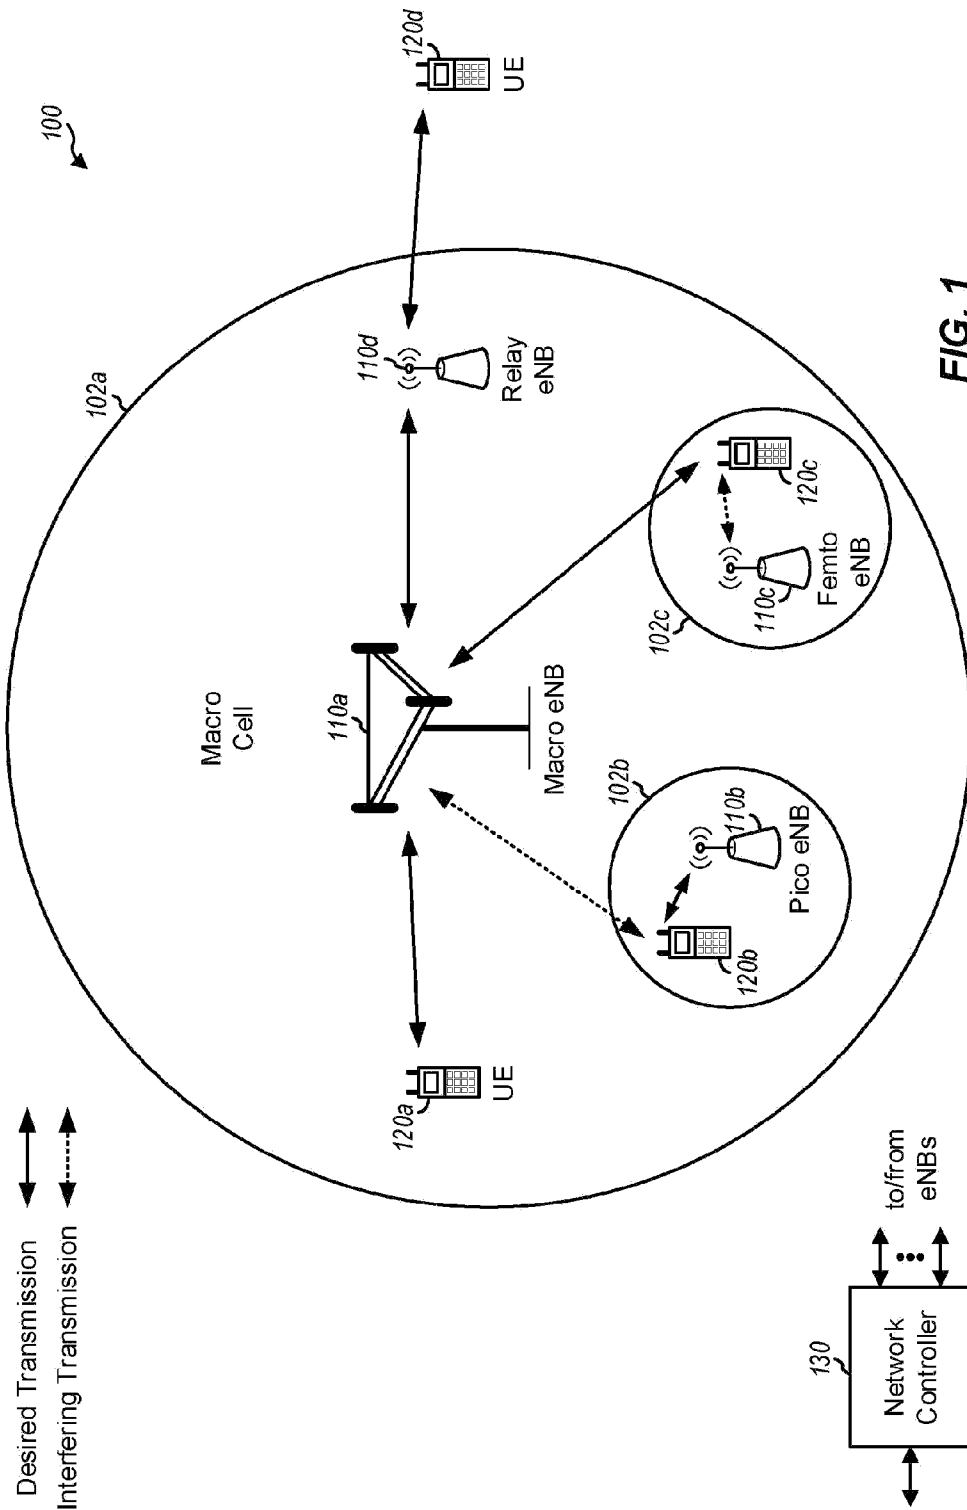 Desired Transmission
Interfering Transmission
100
102a
Macro
Cell
110a
120a
UE
110d
Relay
eNB
120d
UE
Macro eNB
102b
120b
110b
Pico eNB
102c
110c
Femto
eNB
120c
130
Network
Controller
to/from
eNBs
FIG. 1